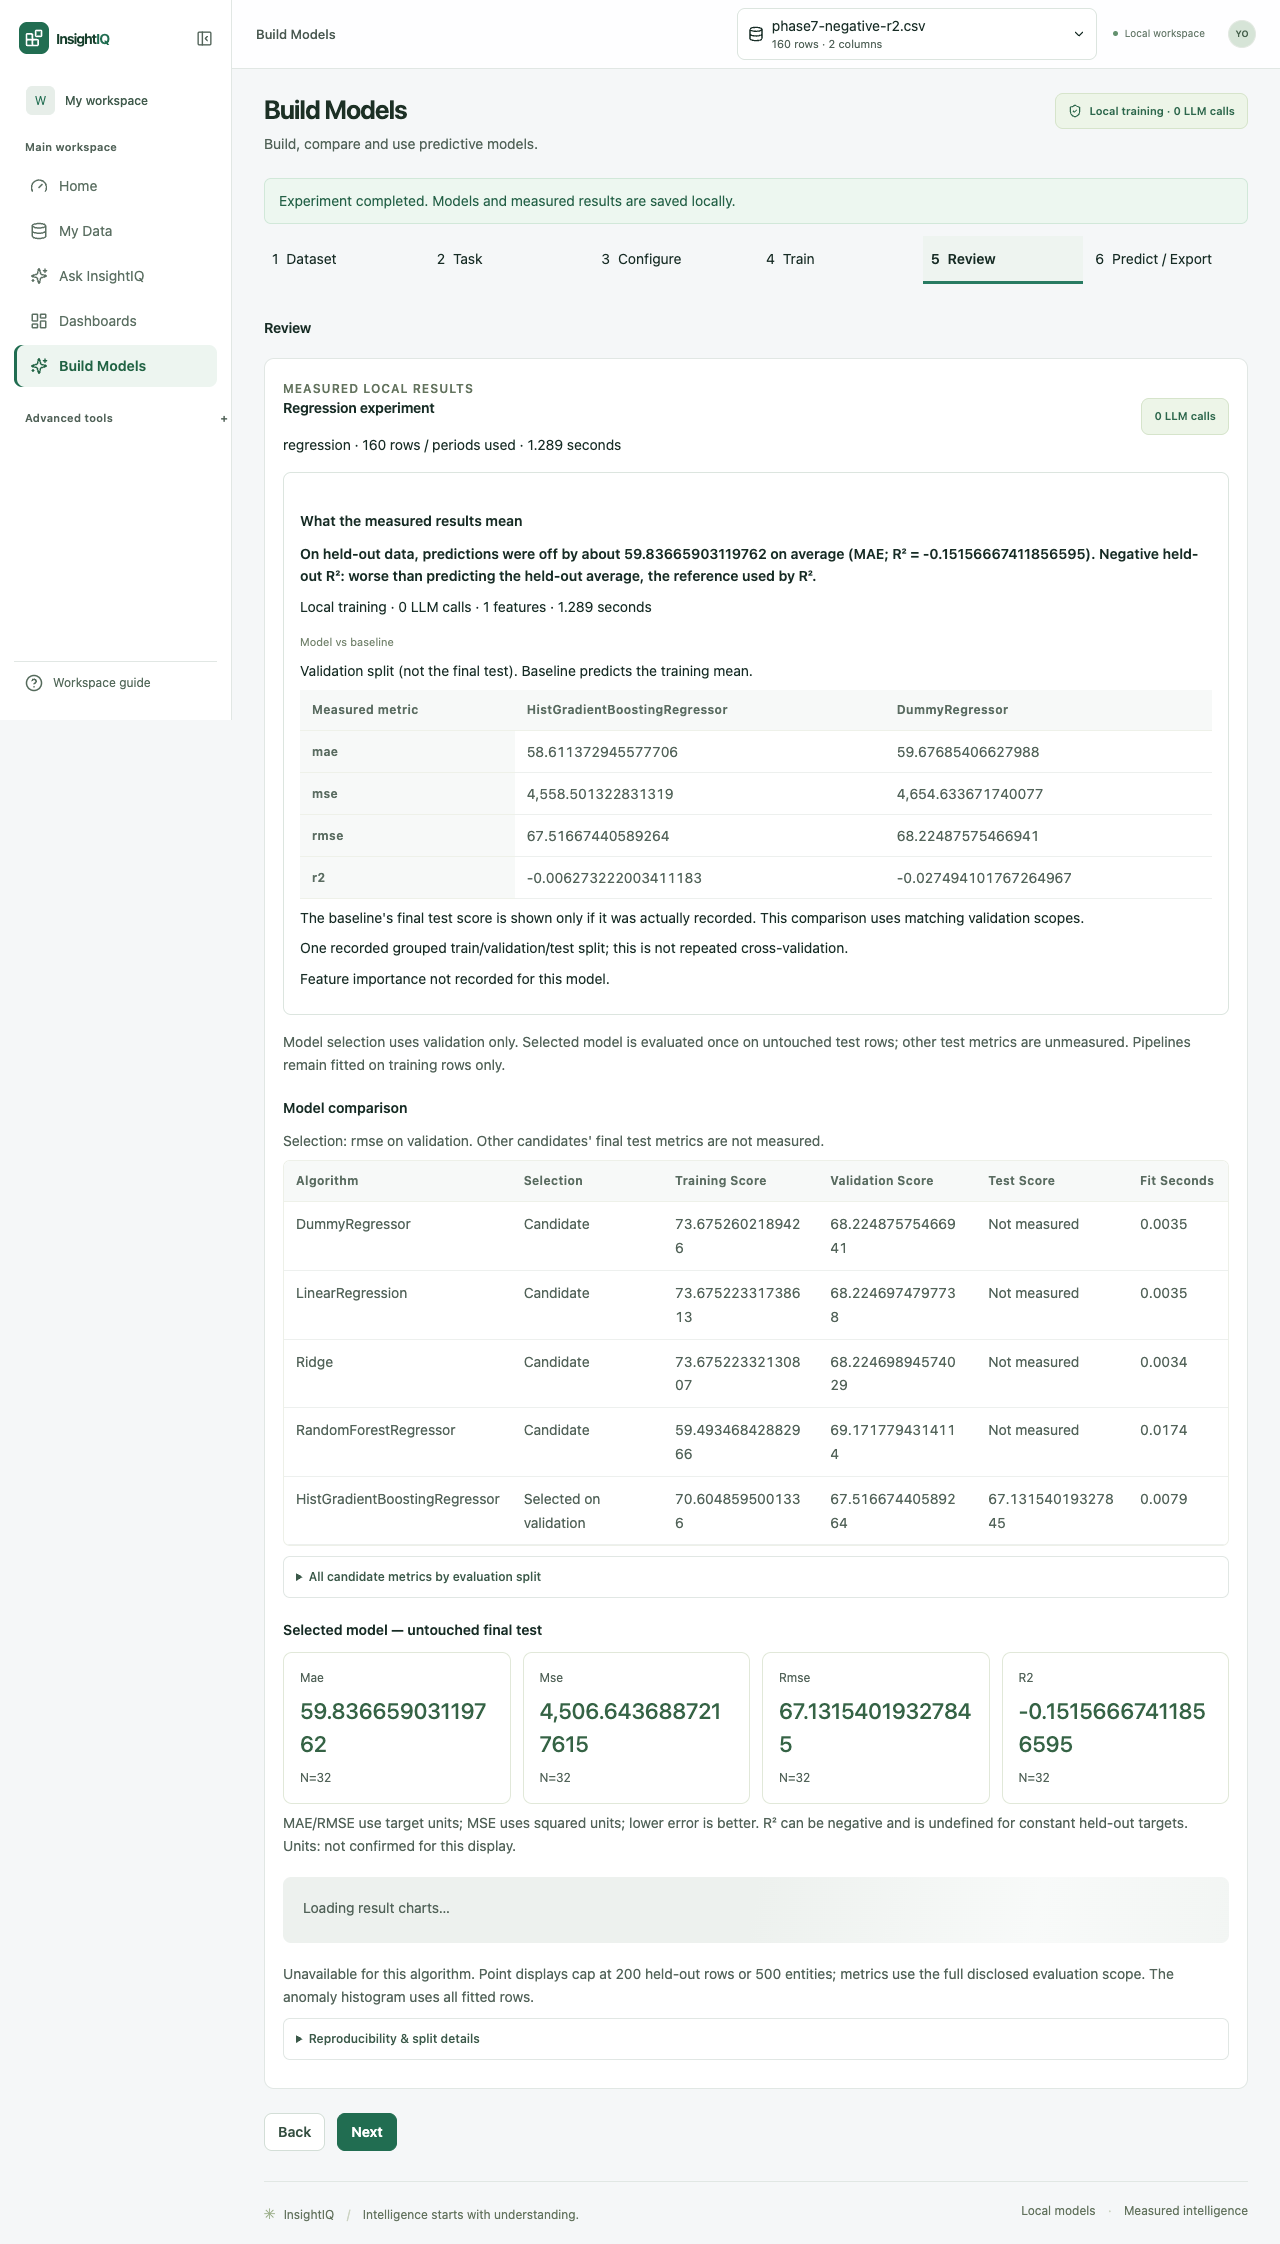 InsightIQ
W My workspace
Main workspace
Home
My Data
Ask InsightIQ
Dashboards
Build Models
Advanced tools +
Workspace guide
Build Models
phase7-negative-r2.csv
160 rows · 2 columns
Local workspace
YO
Build Models
Local training · 0 LLM calls
Build, compare and use predictive models.
Experiment completed. Models and measured results are saved locally.
1 Dataset
2 Task
3 Configure
4 Train
5 Review
6 Predict / Export
Review
MEASURED LOCAL RESULTS
Regression experiment
0 LLM calls
regression · 160 rows / periods used · 1.289 seconds
What the measured results mean
On held-out data, predictions were off by about 59.83665903119762 on average (MAE; R² = -0.15156667411856595). Negative held-
out R²: worse than predicting the held-out average, the reference used by R².
Local training · 0 LLM calls · 1 features · 1.289 seconds
Model vs baseline
Validation split (not the final test). Baseline predicts the training mean.
Measured metric HistGradientBoostingRegressor DummyRegressor
mae 58.611372945577706 59.67685406627988
mse 4,558.501322831319 4,654.633671740077
rmse 67.51667440589264 68.22487575466941
r2 -0.006273222003411183 -0.027494101767264967
The baseline's final test score is shown only if it was actually recorded. This comparison uses matching validation scopes.
One recorded grouped train/validation/test split; this is not repeated cross-validation.
Feature importance not recorded for this model.
Model selection uses validation only. Selected model is evaluated once on untouched test rows; other test metrics are unmeasured. Pipelines
remain fitted on training rows only.
Model comparison
Selection: rmse on validation. Other candidates' final test metrics are not measured.
Algorithm Selection Training Score Validation Score Test Score Fit Seconds
DummyRegressor Candidate 73.675260218942 68.224875754669 Not measured 0.0035
6 41
LinearRegression Candidate 73.675223317386 68.224697479773 Not measured 0.0035
13 8
Ridge Candidate 73.675223321308 68.224698945740 Not measured 0.0034
07 29
RandomForestRegressor Candidate 59.493468428829 69.171779431411 Not measured 0.0174
66 4
HistGradientBoostingRegressor Selected on 70.604859500133 67.516674405892 67.131540193278 0.0079
validation 6 64 45
All candidate metrics by evaluation split
Selected model — untouched final test
Mae
59.836659031197
62
N=32
Mse
4,506.643688721
7615
N=32
Rmse
67.1315401932784
5
N=32
R2
-0.1515666741185
6595
N=32
MAE/RMSE use target units; MSE uses squared units; lower error is better. R² can be negative and is undefined for constant held-out targets.
Units: not confirmed for this display.
Loading result charts...
Unavailable for this algorithm. Point displays cap at 200 held-out rows or 500 entities; metrics use the full disclosed evaluation scope. The
anomaly histogram uses all fitted rows.
Reproducibility & split details
Back
Next
InsightIQ / Intelligence starts with understanding.
Local models · Measured intelligence